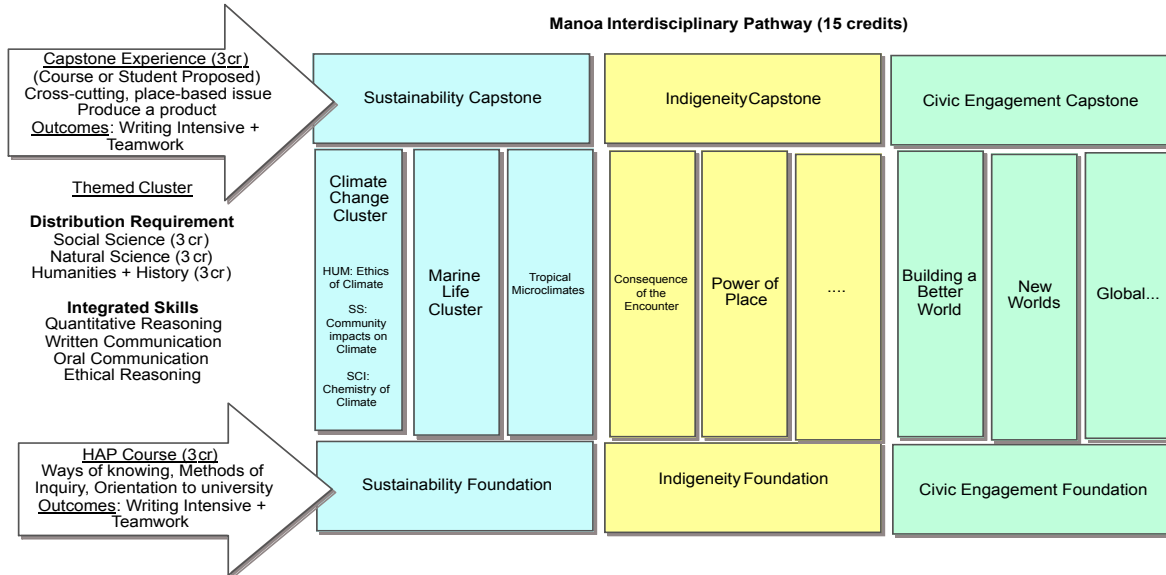 Manoa Interdisciplinary Pathway (15 credits)
Capstone Experience (3cr)
(Course or Student Proposed)
Cross-cutting, place-based issue
Produce a product
Outcomes: Writing Intensive +
Teamwork
Sustainability Capstone
Indigeneity Capstone
Civic Engagement Capstone
Themed Cluster
Distribution Requirement
Social Science (3cr)
Natural Science (3cr)
Humanities + History (3cr)
Integrated Skills
Quantitative Reasoning
Written Communication
Oral Communication
Ethical Reasoning
Climate
Change
Cluster
HUM: Ethics
of Climate
SS:
Community
impacts on
Climate
SCI:
Chemistry of
Climate
Marine
Life
Cluster
Tropical
Microclimates
Consequence
of the
Encounter
Power of
Place
....
Building a
Better
World
New
Worlds
Global...
HAP Course (3cr)
Ways of knowing, Methods of
Inquiry, Orientation to university
Outcomes: Writing Intensive +
Teamwork
Sustainability Foundation
Indigeneity Foundation
Civic Engagement Foundation